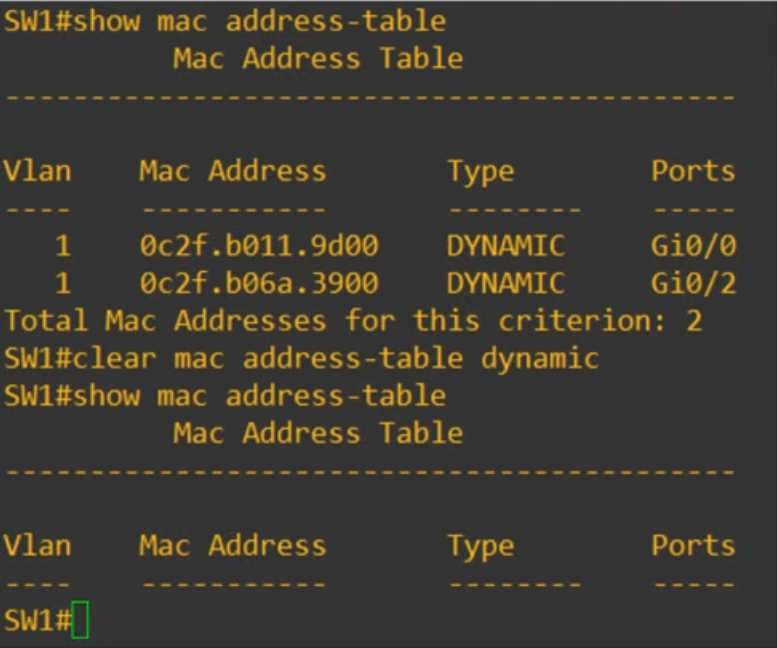 SW1#show mac address-table
          Mac Address Table
-------------------------------------------

Vlan    Mac Address       Type        Ports
----    -----------       --------    -----
   1    0c2f.b011.9d00    DYNAMIC     Gi0/0
   1    0c2f.b06a.3900    DYNAMIC     Gi0/2
Total Mac Addresses for this criterion: 2
SW1#clear mac address-table dynamic
SW1#show mac address-table
          Mac Address Table
-------------------------------------------

Vlan    Mac Address       Type        Ports
----    -----------       --------    -----
SW1#